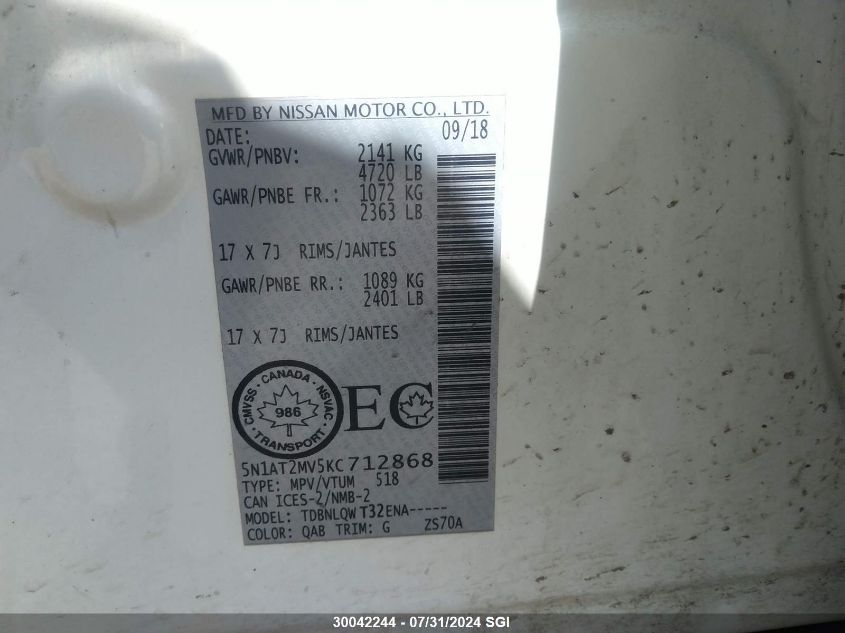 MFD BY NISSAN MOTOR CO., LTD.
DATE: 09/18
GVWR/PNBV: 2141 KG
4720 LB
GAWR/PNBE FR.: 1072 KG
2363 LB
17 X 7J RIMS/JANTES
GAWR/PNBE RR.: 1089 KG
2401 LB
17 X 7J RIMS/JANTES
CMVSS · CANADA · NSVAC
986
TRANSPORT
EC
5N1AT2MV5KC712868
TYPE: MPV/VTUM 518
CAN ICES-2/NMB-2
MODEL: TDBNLQW T32ENA-----
COLOR: QAB TRIM: G ZS70A
30042244 - 07/31/2024 SGI